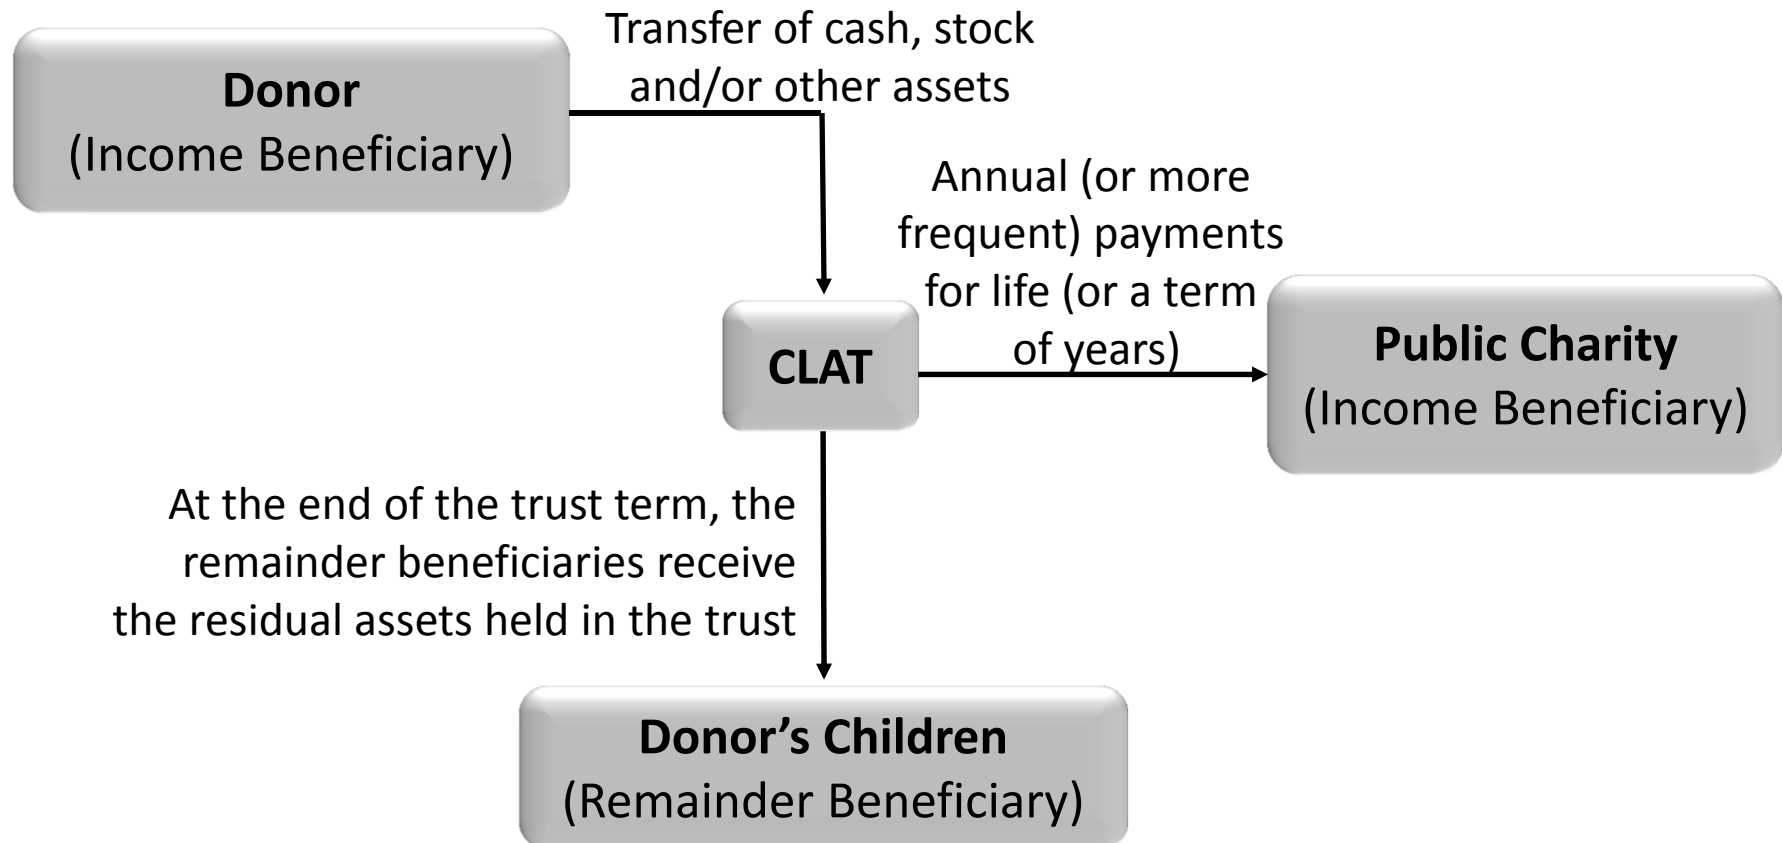 Donor
(Income Beneficiary)
Transfer of cash, stock
and/or other assets
Annual (or more
frequent) payments
for life (or a term
of years)
CLAT
Public Charity
(Income Beneficiary)
At the end of the trust term, the
remainder beneficiaries receive
the residual assets held in the trust
Donor’s Children
(Remainder Beneficiary)